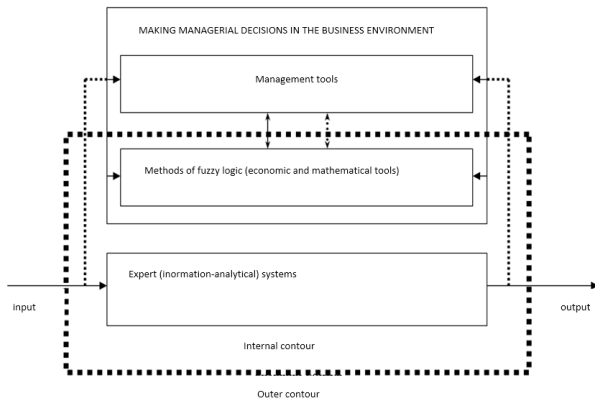 MAKING MANAGERIAL DECISIONS IN THE BUSINESS ENVIRONMENT
Management tools
Methods of fuzzy logic (economic and mathematical tools)
Expert (inormation-analytical) systems
input
output
Internal contour
Outer contour